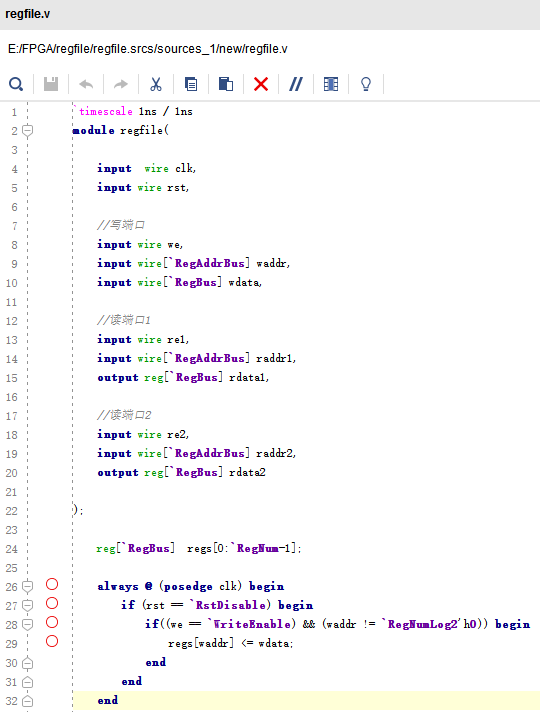 regfile.v
E:/FPGA/regfile/regfile.srcs/sources_1/new/regfile.v
1 `timescale 1ns / 1ns
2 module regfile(
3
4 input  wire clk,
5 input wire rst,
6
7 //写端口
8 input wire we,
9 input wire[`RegAddrBus] waddr,
10 input wire[`RegBus] wdata,
11
12 //读端口1
13 input wire re1,
14 input wire[`RegAddrBus] raddr1,
15 output reg[`RegBus] rdata1,
16
17 //读端口2
18 input wire re2,
19 input wire[`RegAddrBus] raddr2,
20 output reg[`RegBus] rdata2
21
22 );
23
24 reg[`RegBus]  regs[0:`RegNum-1];
25
26 always @ (posedge clk) begin
27 if (rst == `RstDisable) begin
28 if((we == `WriteEnable) && (waddr != `RegNumLog2'h0)) begin
29 regs[waddr] <= wdata;
30 end
31 end
32 end